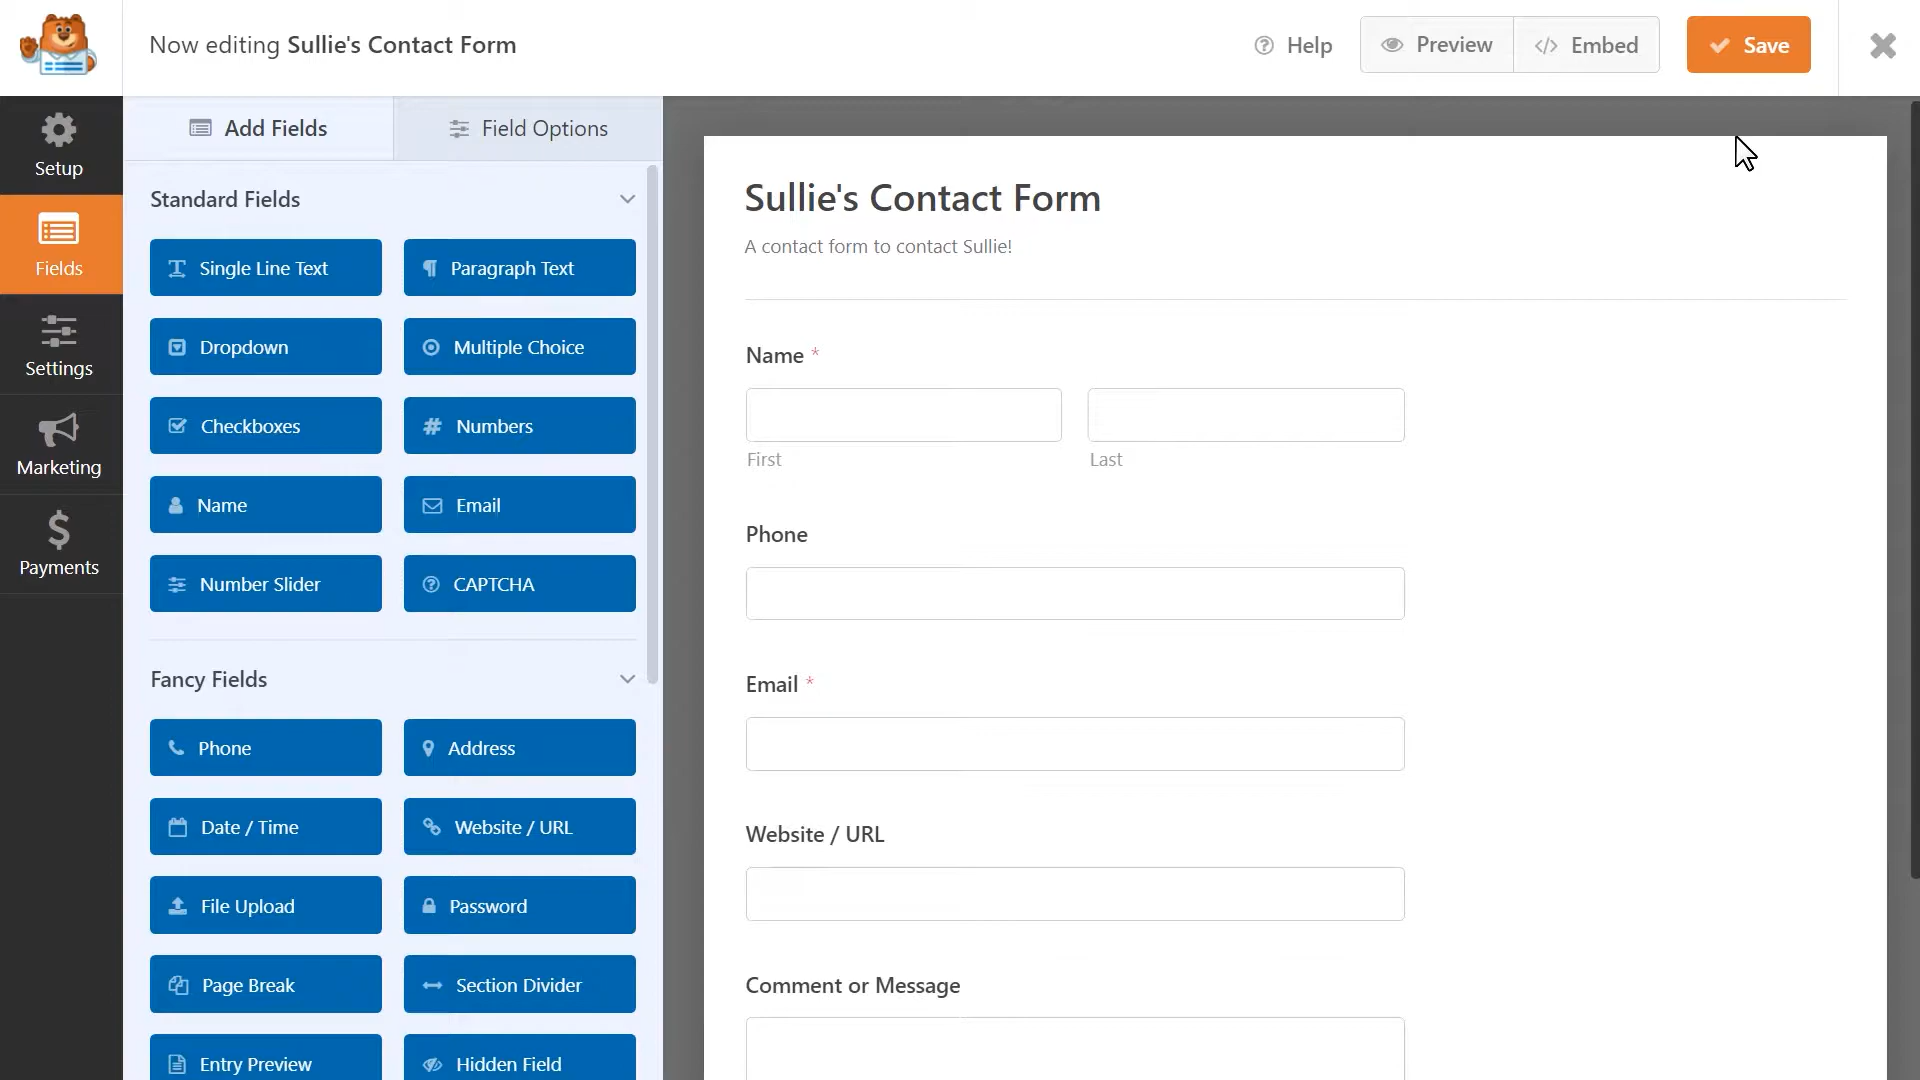 Now editing Sullie's Contact Form
Help
Preview
Embed
Save
Setup
Fields
Settings
Marketing
Payments
Add Fields
Field Options
Standard Fields
Single Line Text
Paragraph Text
Dropdown
Multiple Choice
Checkboxes
Numbers
Name
Email
Number Slider
CAPTCHA
Fancy Fields
Phone
Address
Date / Time
Website / URL
File Upload
Password
Page Break
Section Divider
Entry Preview
Hidden Field
Sullie's Contact Form
A contact form to contact Sullie!
Name *
First
Last
Phone
Email *
Website / URL
Comment or Message